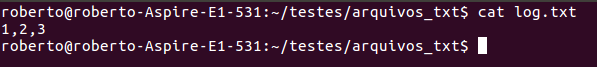 roberto@roberto-Aspire-E1-531:~/testes/arquivos_txt$ cat log.txt
1,2,3
roberto@roberto-Aspire-E1-531:~/testes/arquivos_txt$